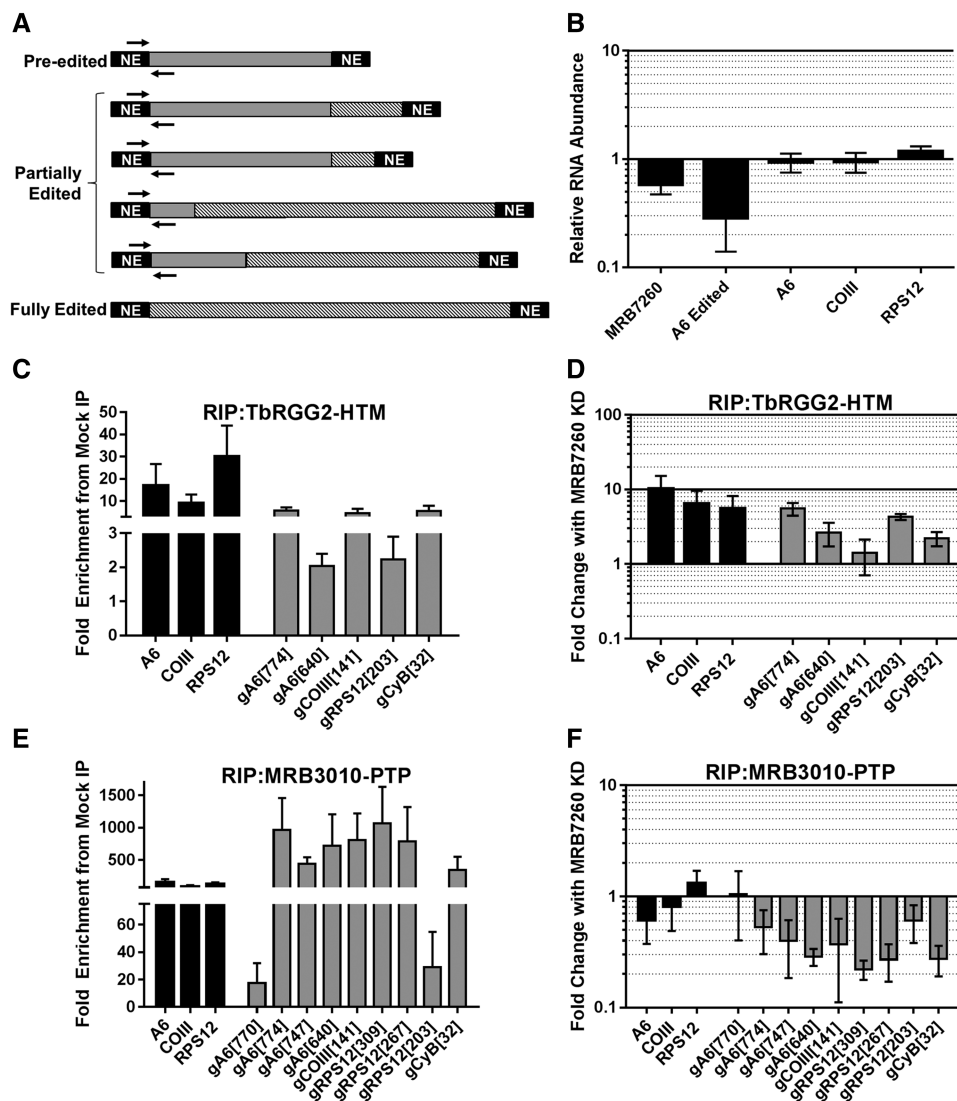 A
Pre-edited
NE
NE
NE
NE
Partially
Edited
NE
NE
NE
NE
NE
NE
Fully Edited
NE
NE
B
Relative RNA Abundance
10
1
0.1
MRB7260
A6 Edited
A6
COIII
RPS12
C
RIP:TbRGG2-HTM
Fold Enrichment from Mock IP
50
40
30
20
10
3
2
1
0
A6
COIII
RPS12
gA6[774]
gA6[640]
gCOIII[141]
gRPS12[203]
gCyB[32]
D
RIP:TbRGG2-HTM
Fold Change with MRB7260 KD
100
10
1
0.1
A6
COIII
RPS12
gA6[774]
gA6[640]
gCOIII[141]
gRPS12[203]
gCyB[32]
E
RIP:MRB3010-PTP
Fold Enrichment from Mock IP
1500
1000
500
60
40
20
0
A6
COIII
RPS12
gA6[770]
gA6[774]
gA6[747]
gA6[640]
gCOIII[141]
gRPS12[309]
gRPS12[267]
gRPS12[203]
gCyB[32]
F
RIP:MRB3010-PTP
Fold Change with MRB7260 KD
10
1
0.1
A6
COIII
RPS12
gA6[770]
gA6[774]
gA6[747]
gA6[640]
gCOIII[141]
gRPS12[309]
gRPS12[267]
gRPS12[203]
gCyB[32]